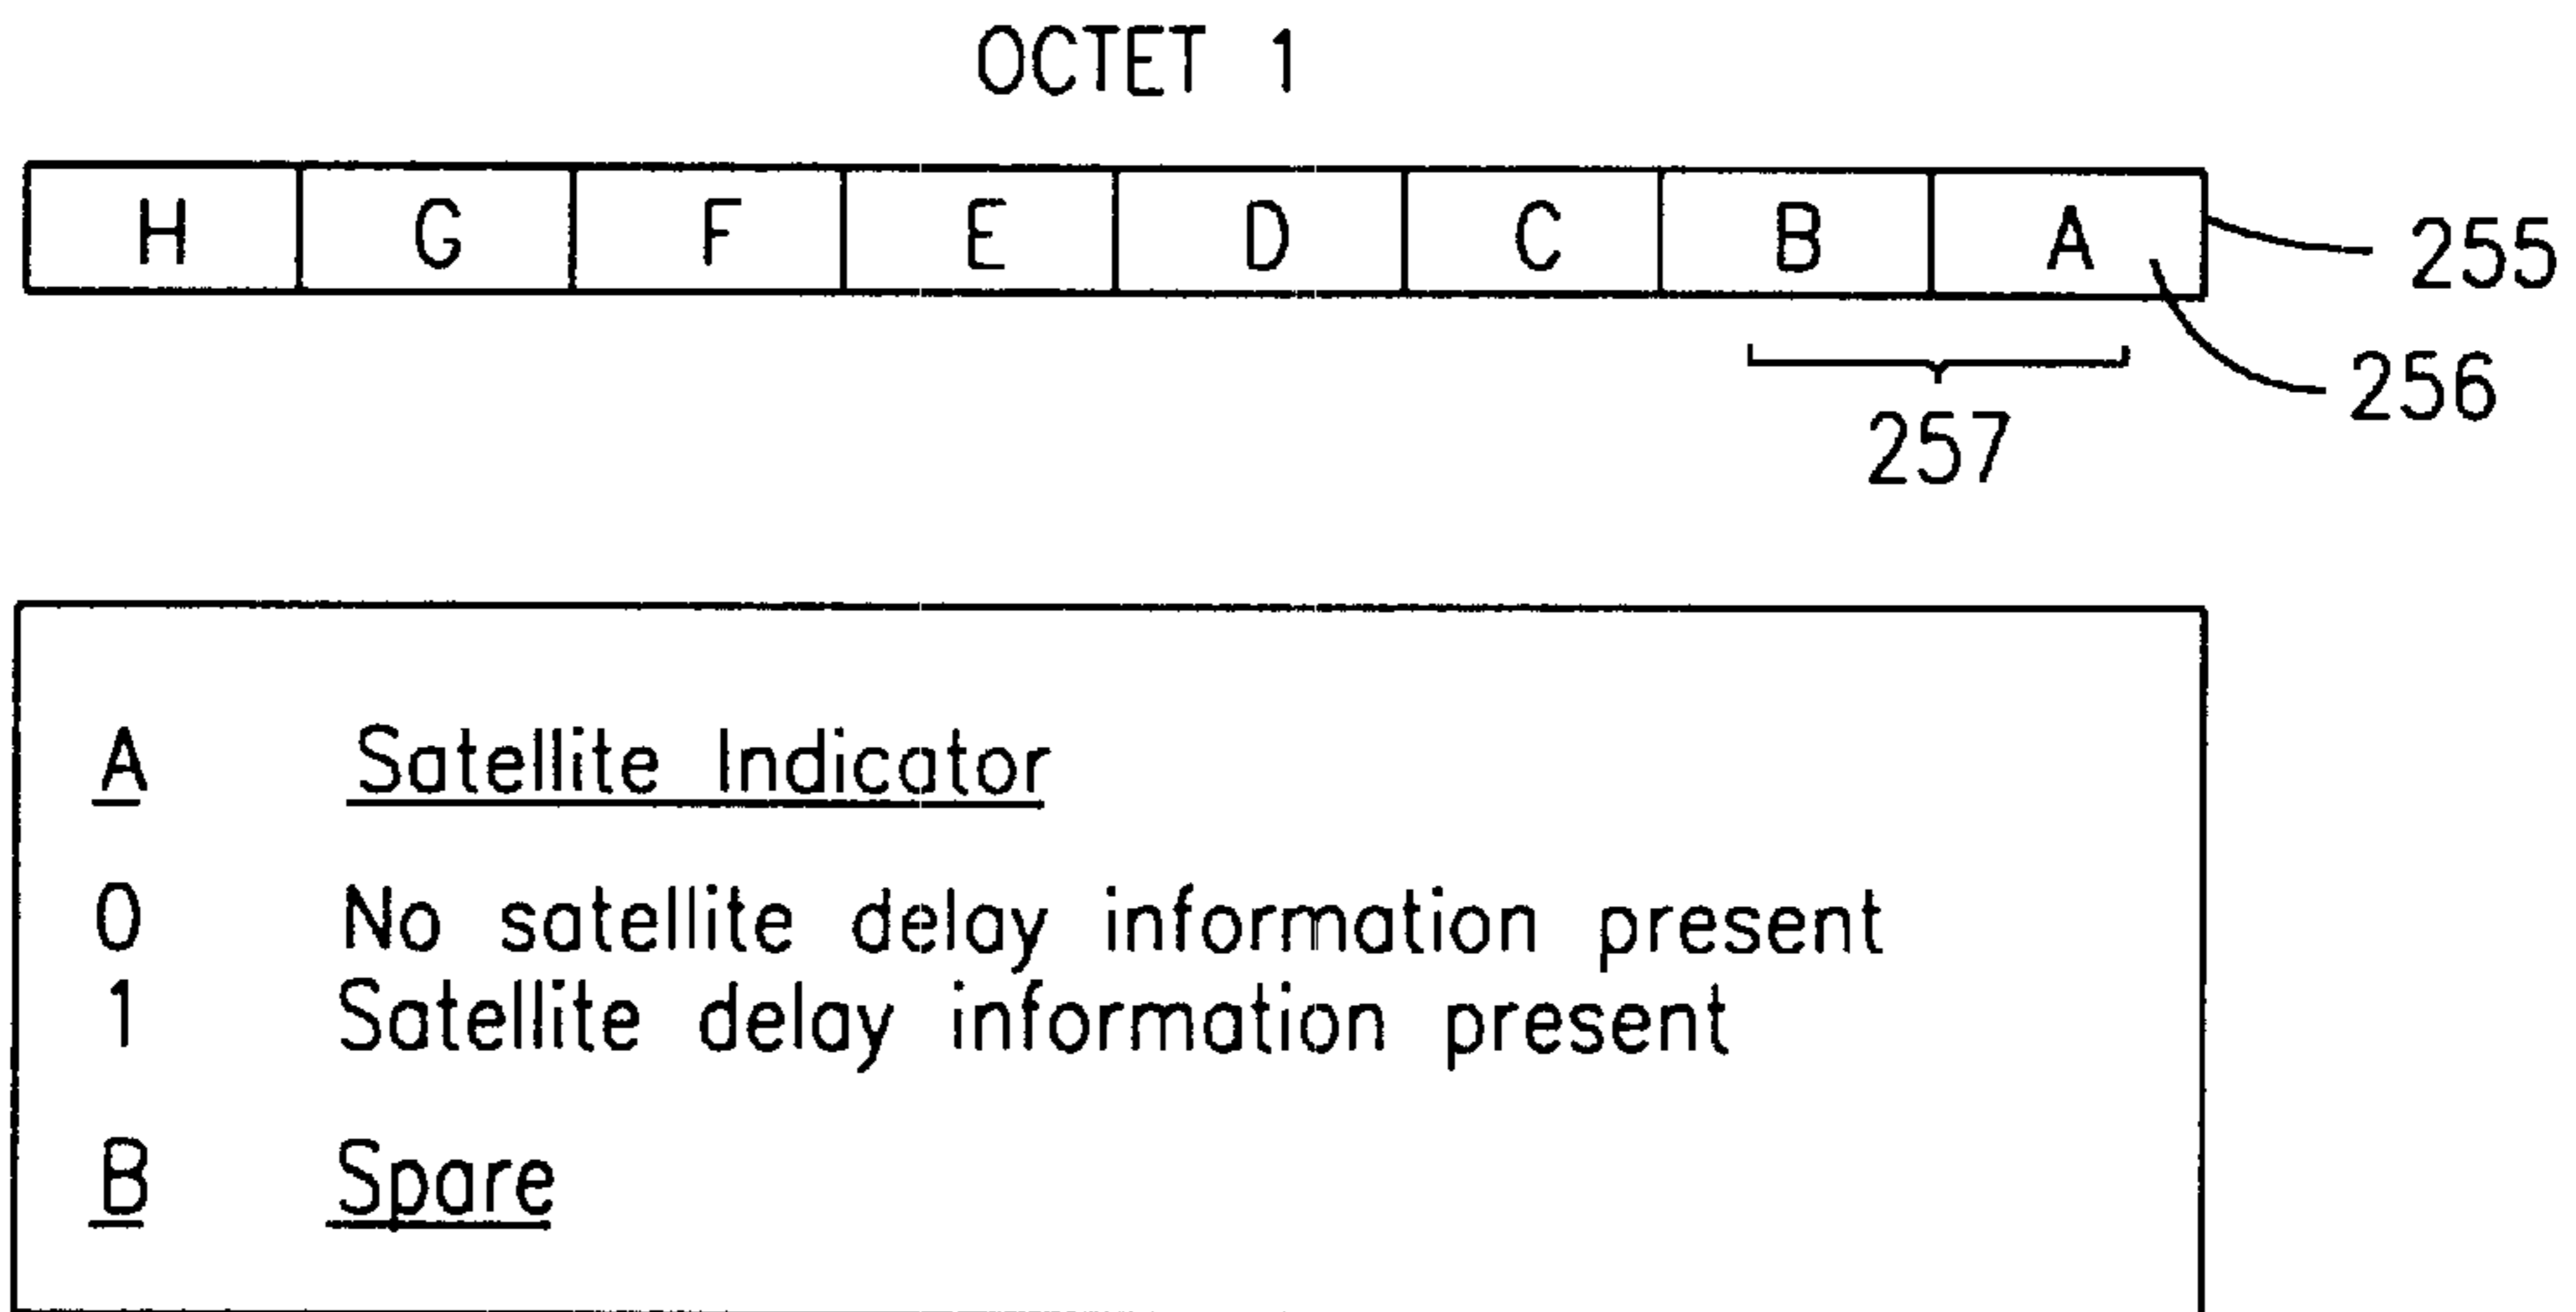 OCTET 1
H G F E D C B A
255
256
257
A Satellite Indicator
0 No satellite delay information present
1 Satellite delay information present
B Spare